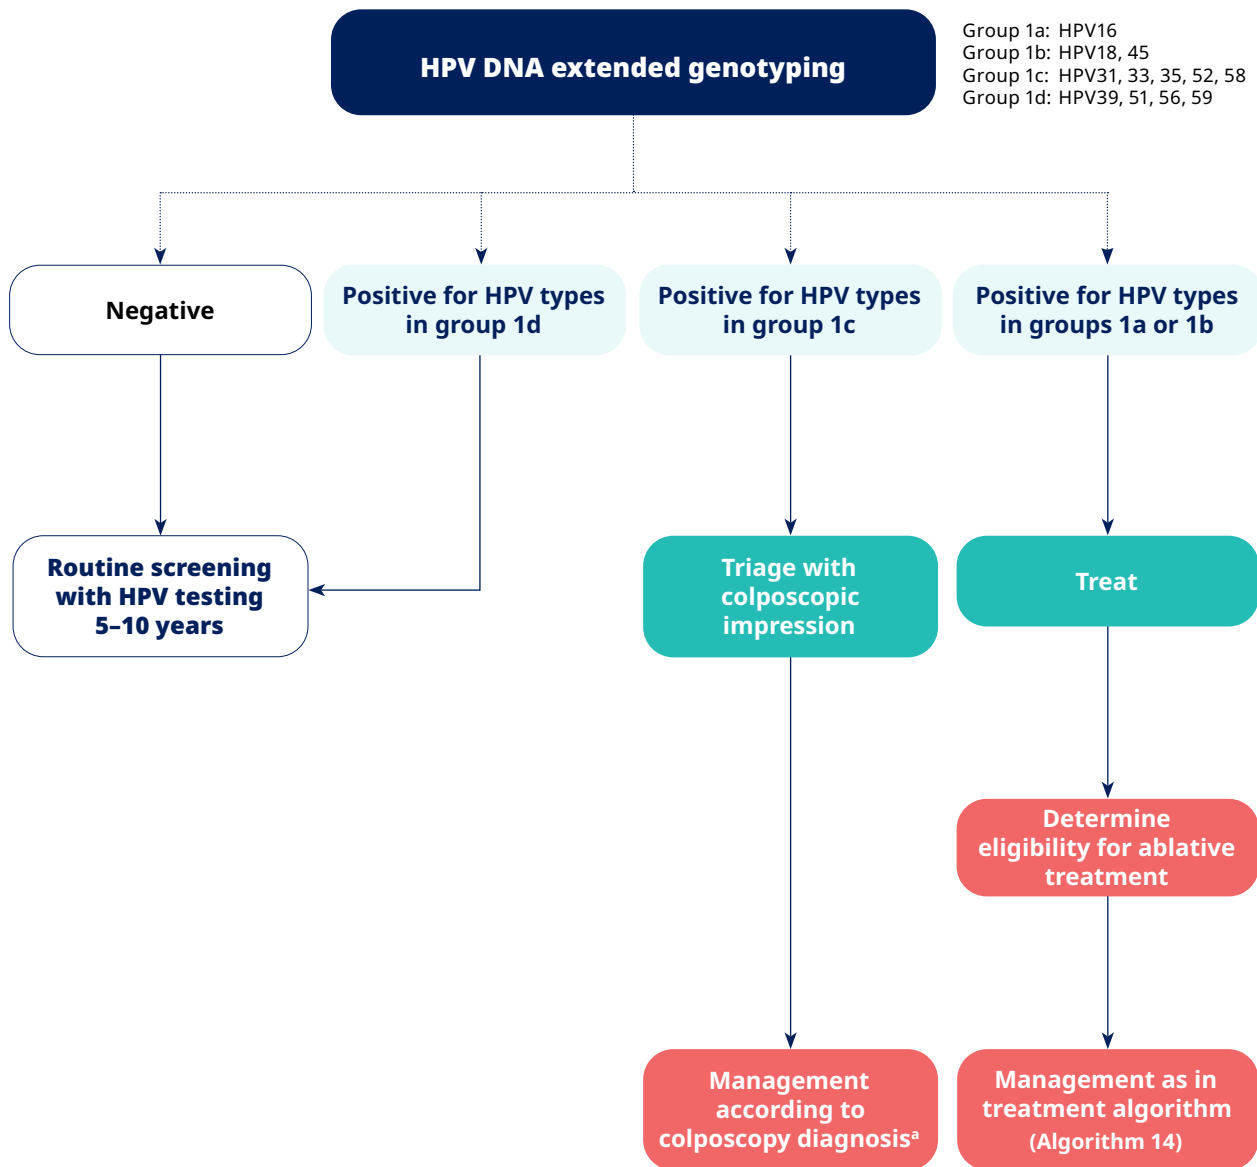 HPV DNA extended genotyping
Group 1a: HPV16
Group 1b: HPV18, 45
Group 1c: HPV31, 33, 35, 52, 58
Group 1d: HPV39, 51, 56, 59
Negative
Positive for HPV types
in group 1d
Positive for HPV types
in group 1c
Positive for HPV types
in groups 1a or 1b
Routine screening
with HPV testing
5–10 years
Triage with
colposcopic
impression
Treat
Determine
eligibility for ablative
treatment
Management
according to
colposcopy diagnosisᵃ
Management as in
treatment algorithm
(Algorithm 14)